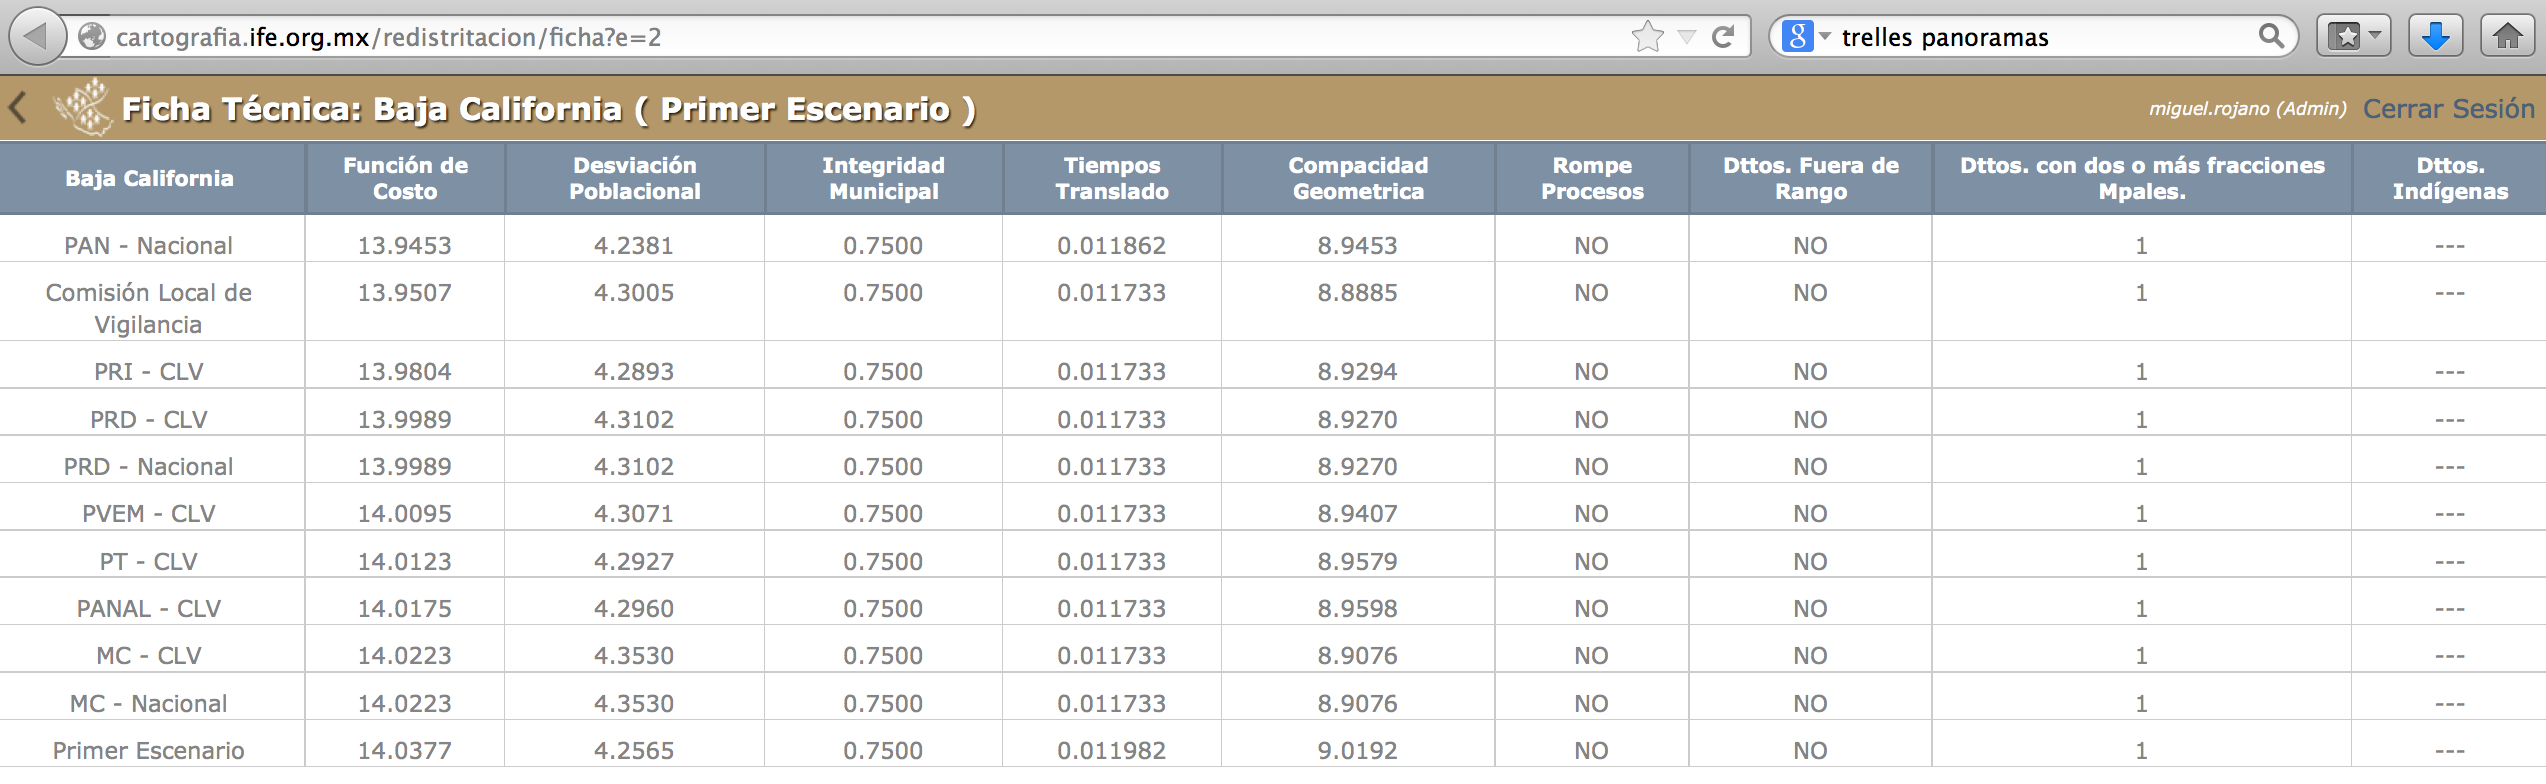 cartografia.ife.org.mx/redistritacion/ficha?e=2 g trelles panoramas
Ficha Técnica: Baja California ( Primer Escenario ) miguel.rojano (Admin) Cerrar Sesión
Baja California Función de Costo Desviación Poblacional Integridad Municipal Tiempos Translado Compacidad Geometrica Rompe Procesos Dttos. Fuera de Rango Dttos. con dos o más fracciones Mpales. Dttos. Indígenas
PAN - Nacional 13.9453 4.2381 0.7500 0.011862 8.9453 NO NO 1 ---
Comisión Local de Vigilancia 13.9507 4.3005 0.7500 0.011733 8.8885 NO NO 1 ---
PRI - CLV 13.9804 4.2893 0.7500 0.011733 8.9294 NO NO 1 ---
PRD - CLV 13.9989 4.3102 0.7500 0.011733 8.9270 NO NO 1 ---
PRD - Nacional 13.9989 4.3102 0.7500 0.011733 8.9270 NO NO 1 ---
PVEM - CLV 14.0095 4.3071 0.7500 0.011733 8.9407 NO NO 1 ---
PT - CLV 14.0123 4.2927 0.7500 0.011733 8.9579 NO NO 1 ---
PANAL - CLV 14.0175 4.2960 0.7500 0.011733 8.9598 NO NO 1 ---
MC - CLV 14.0223 4.3530 0.7500 0.011733 8.9076 NO NO 1 ---
MC - Nacional 14.0223 4.3530 0.7500 0.011733 8.9076 NO NO 1 ---
Primer Escenario 14.0377 4.2565 0.7500 0.011982 9.0192 NO NO 1 ---